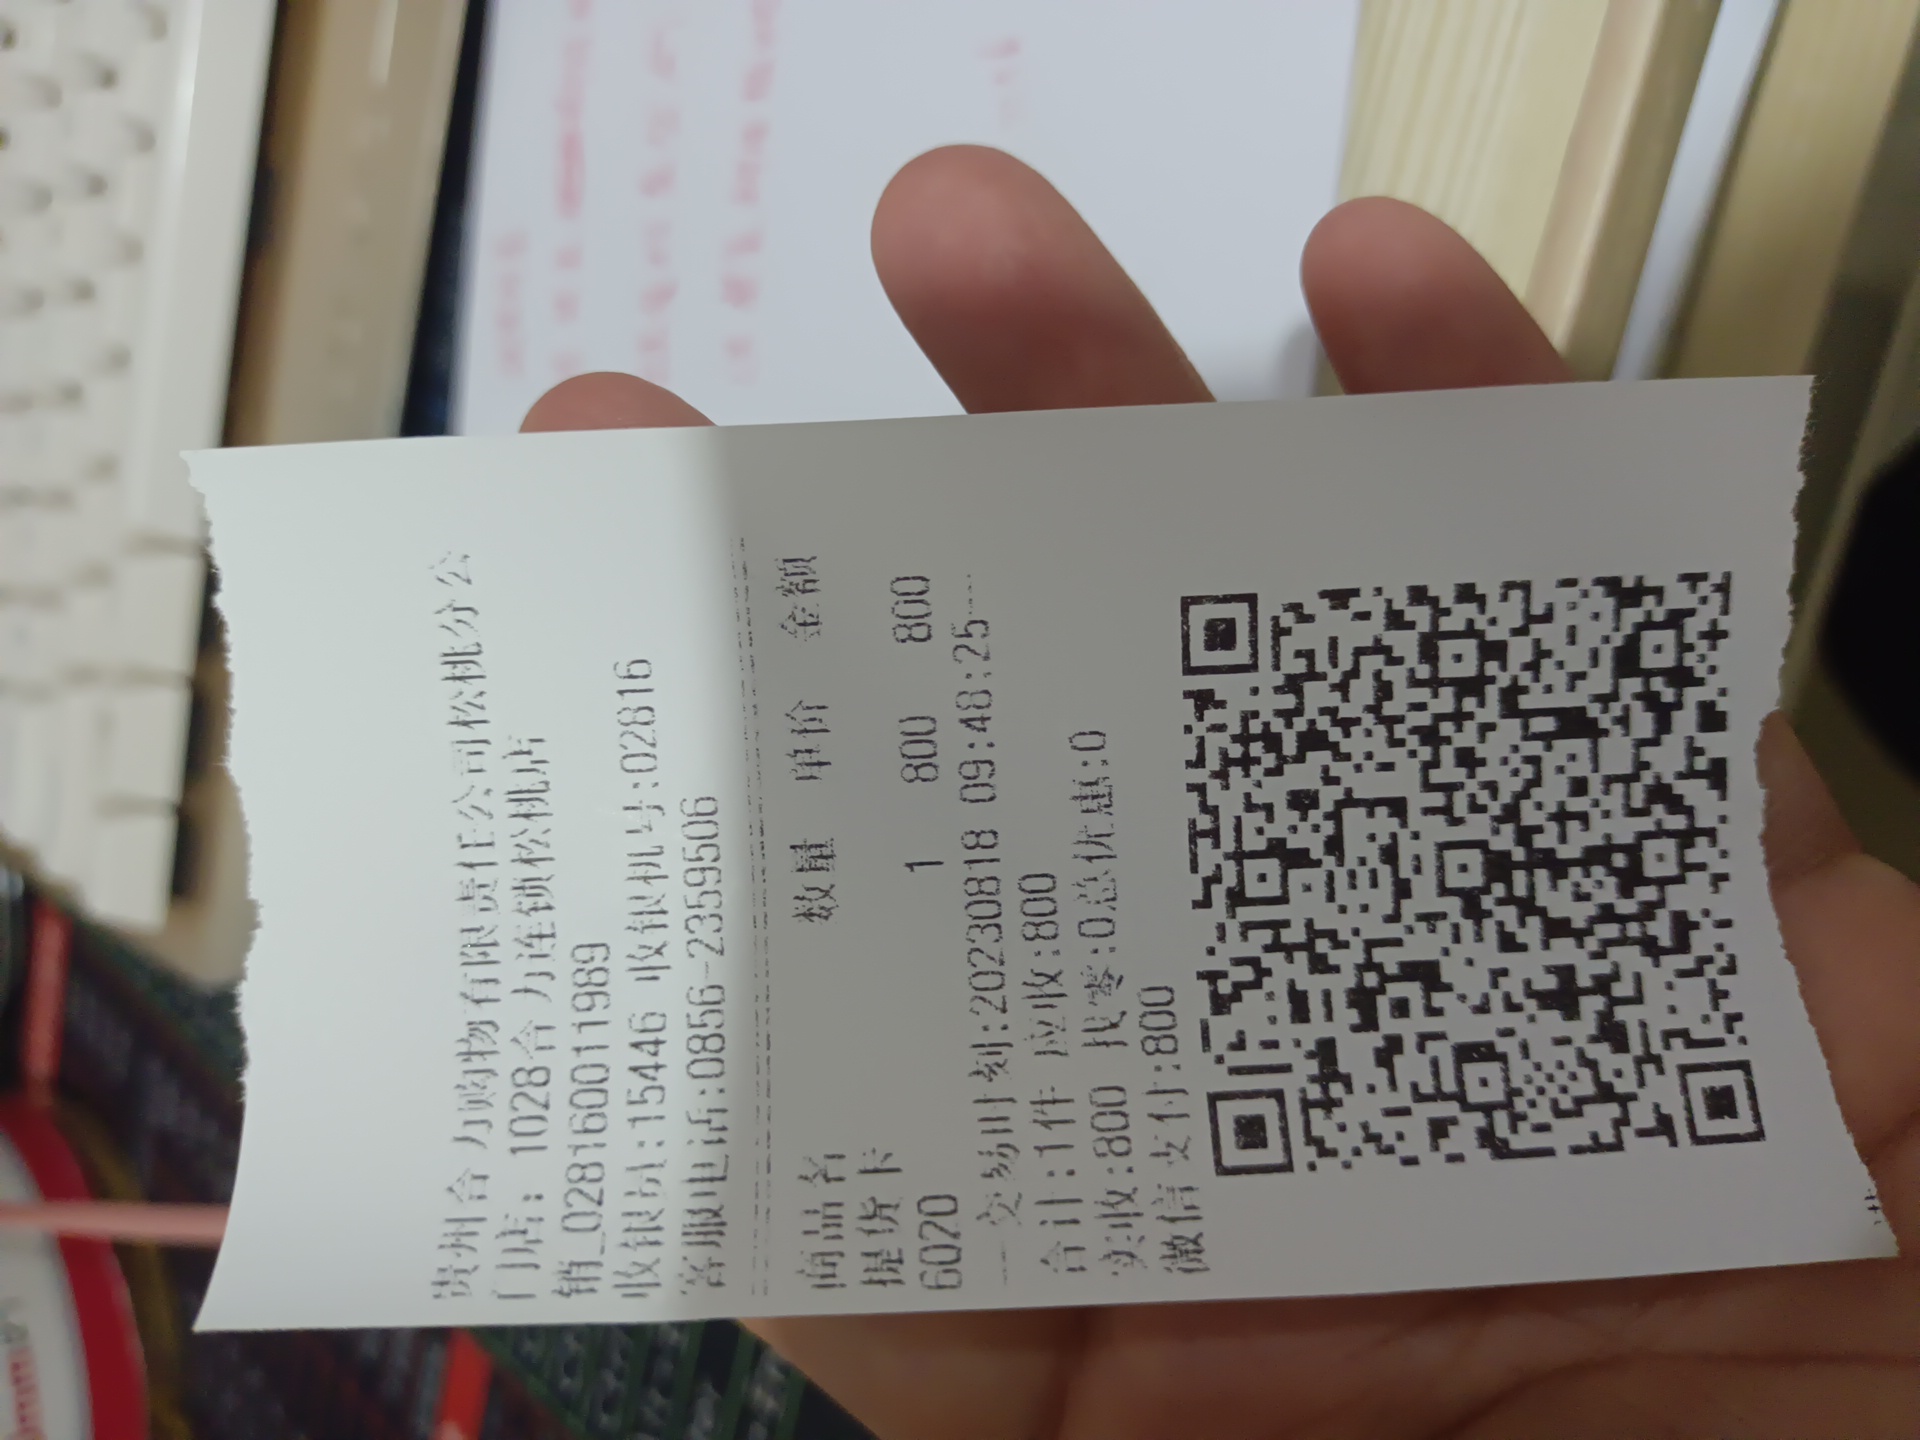 贵州合力购物有限责任公司松桃分公
门店：1028合力连锁松桃店
销_028160011989
收银员:15446 收银机号:02816
客服电话:0856-2359506
商品名 数量 单价 金额
提货卡
6020 1 800 800
---交易时刻:20230818 09:48:25---
合计:1件 应收:800
实收:800 找零:0总优惠:0
微信支付:800